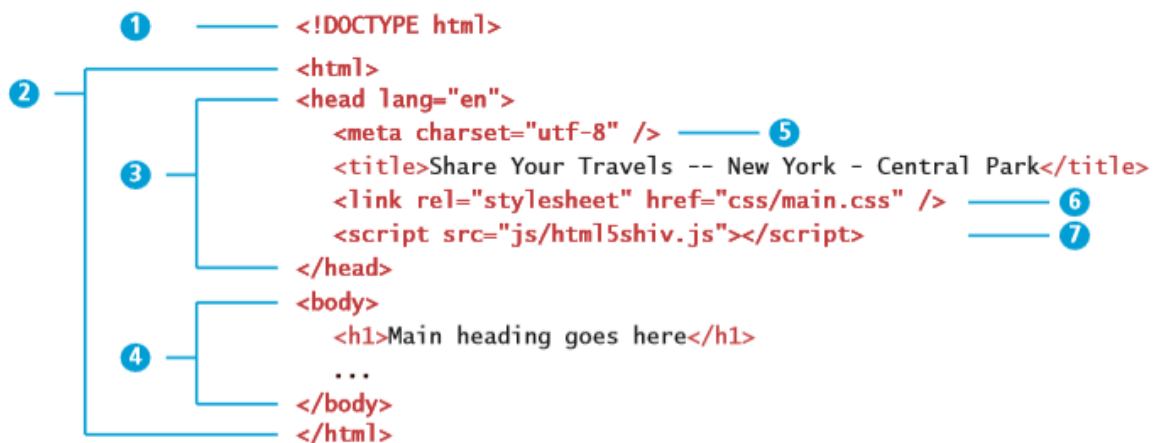 1 <!DOCTYPE html>
<html>
2
<head lang="en">
<meta charset="utf-8" /> 5
3 <title>Share Your Travels -- New York - Central Park</title>
<link rel="stylesheet" href="css/main.css" /> 6
<script src="js/html5shiv.js"></script> 7
</head>
<body>
<h1>Main heading goes here</h1>
4 ...
</body>
</html>